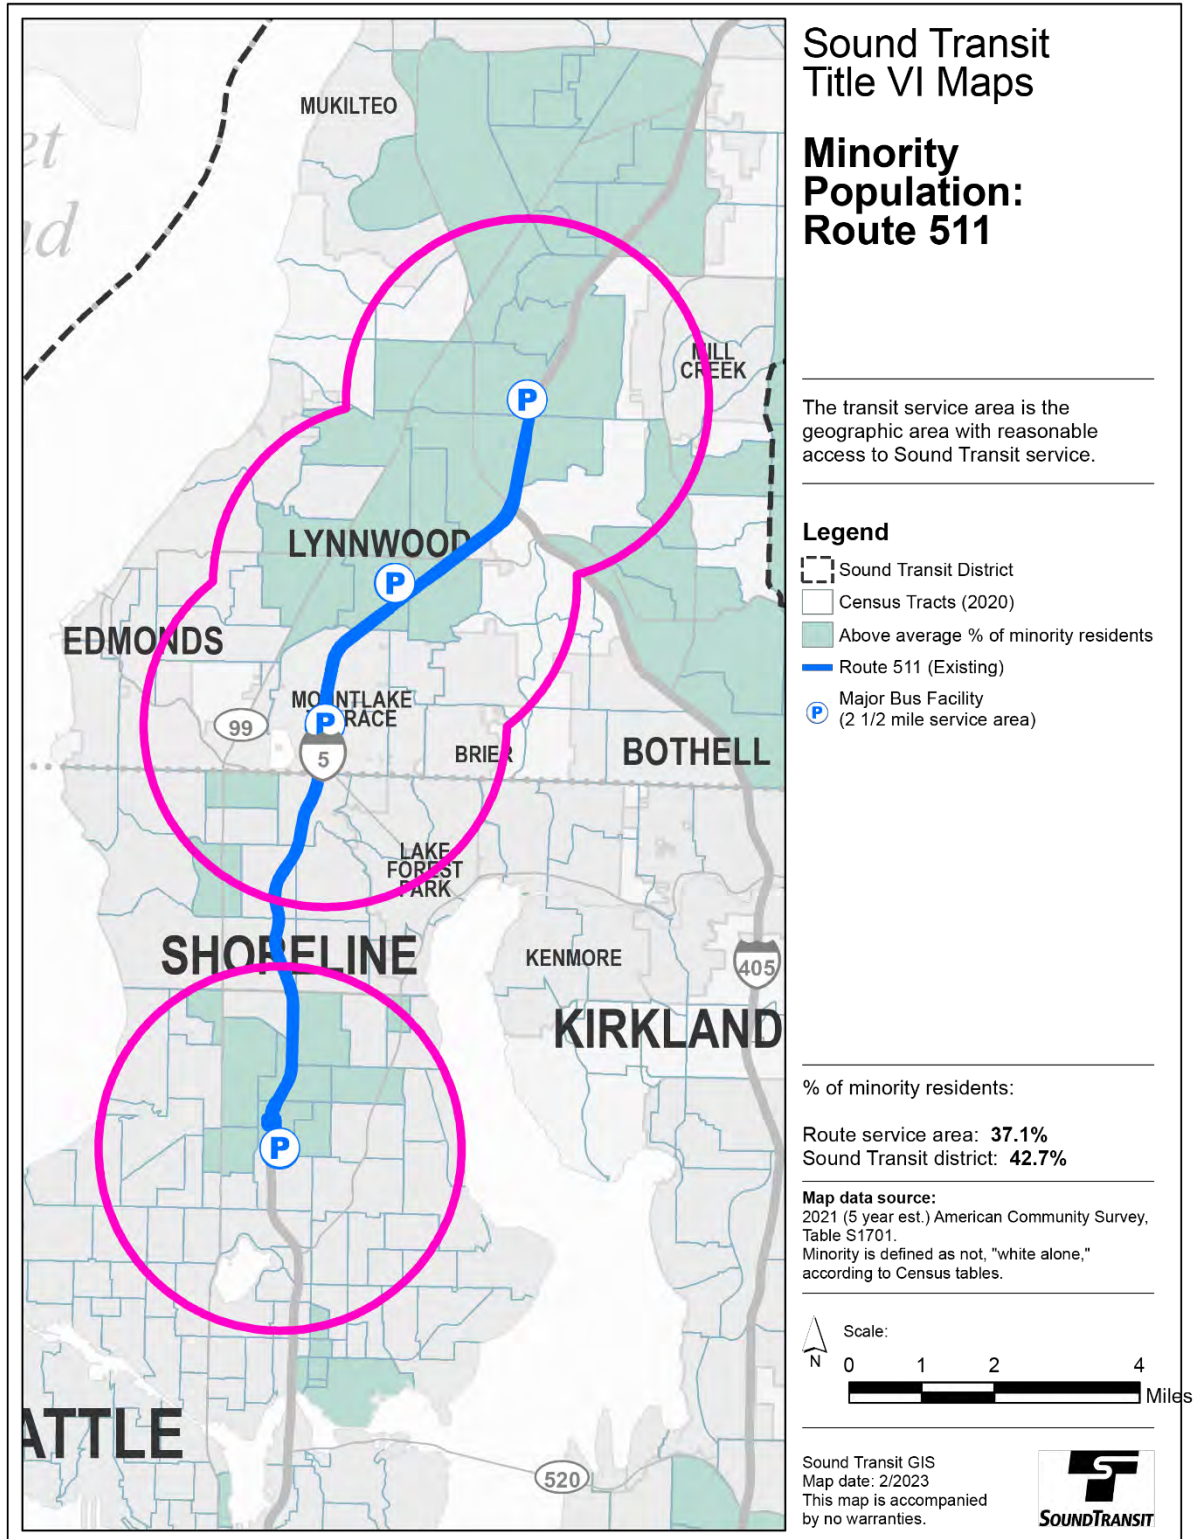 Sound Transit
Title VI Maps
Minority
Population:
Route 511
The transit service area is the
geographic area with reasonable
access to Sound Transit service.
Legend
Sound Transit District
Census Tracts (2020)
Above average % of minority residents
Route 511 (Existing)
P
Major Bus Facility
(2 1/2 mile service area)
% of minority residents:
Route service area: 37.1%
Sound Transit district: 42.7%
Map data source:
2021 (5 year est.) American Community Survey,
Table S1701.
Minority is defined as not, "white alone,"
according to Census tables.
N
Scale:
0 1 2 4
Miles
Sound Transit GIS
Map date: 2/2023
This map is accompanied
by no warranties.
ST
SOUNDTRANSIT
MUKILTEO
et
nd
MILL
CREEK
P
LYNNWOOD
P
EDMONDS
MOUNTLAKE
TERRACE
P
99
5
BRIER
BOTHELL
LAKE
FOREST
PARK
SHORELINE
KENMORE
405
KIRKLAND
P
ATTLE
520